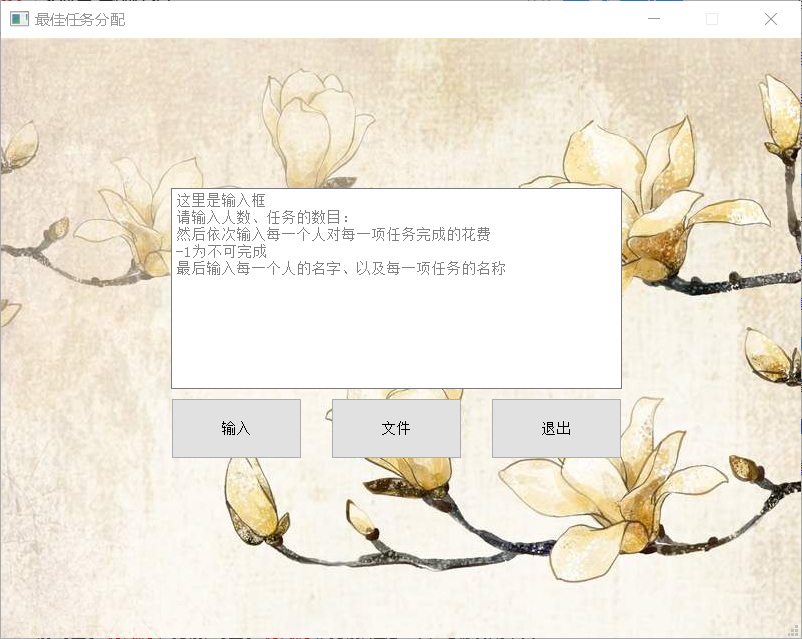 最佳任务分配
这里是输入框
请输入人数、任务的数目：
然后依次输入每一个人对每一项任务完成的花费
-1为不可完成
最后输入每一个人的名字、以及每一项任务的名称
输入
文件
退出